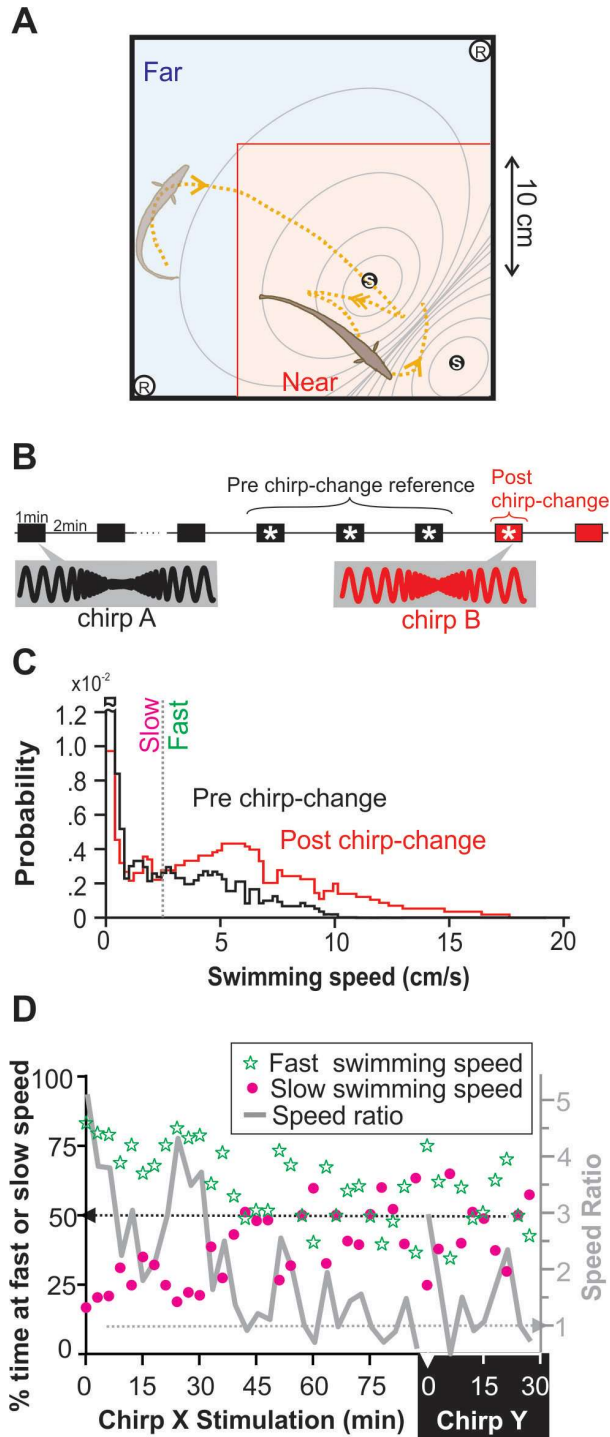 A
Far
R
10 cm
S
S
Near
R
B
Pre chirp-change reference
Post
chirp-change
1min
2min
* * * *
chirp A
chirp B
C
x10-2
Slow
Fast
1.2
1.0
.8
.6
.4
.2
0
Probability
Pre chirp-change
Post chirp-change
0 5 10 15 20
Swimming speed (cm/s)
D
Fast swimming speed
Slow swimming speed
Speed ratio
% time at fast or slow speed
100
75
50
25
0
5
4
3
2
1
Speed Ratio
0 15 30 45 60 75 0 15 30
Chirp X Stimulation (min) Chirp Y